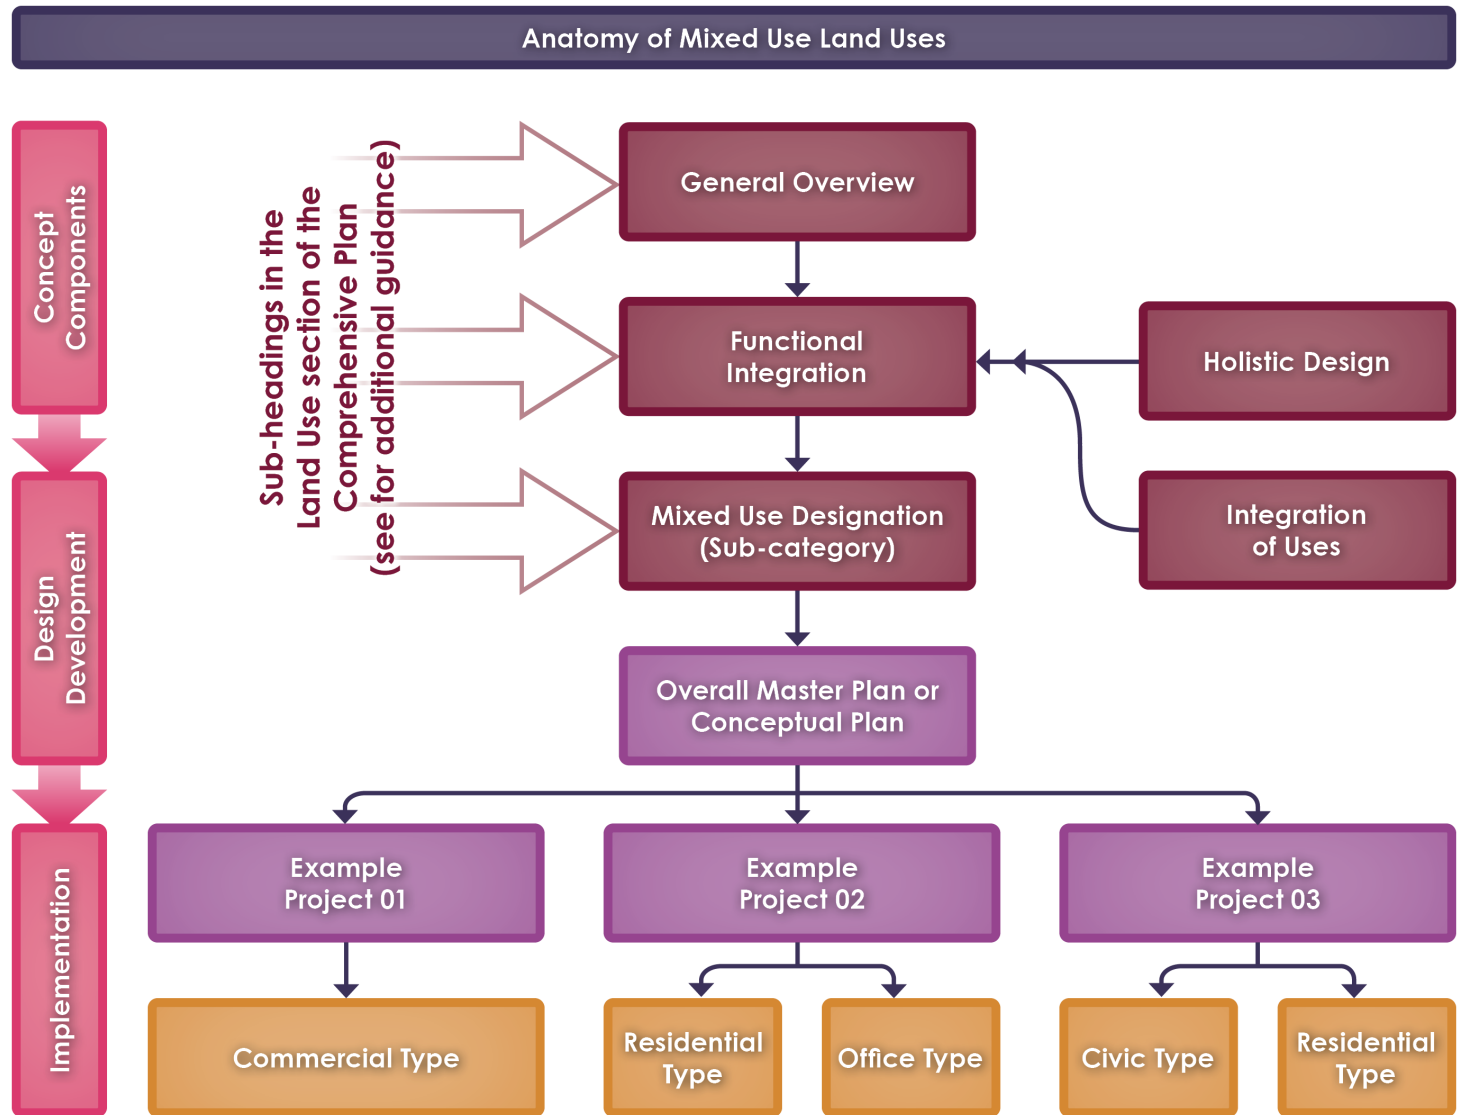 Anatomy of Mixed Use Land Uses
Concept
Components
Sub-headings in the
Land Use section of the
Comprehensive Plan
(see for additional guidance)
General Overview
Functional
Integration
Holistic Design
Mixed Use Designation
(Sub-category)
Integration
of Uses
Design
Development
Overall Master Plan or
Conceptual Plan
Implementation
Example
Project 01
Example
Project 02
Example
Project 03
Commercial Type
Residential
Type
Office Type
Civic Type
Residential
Type